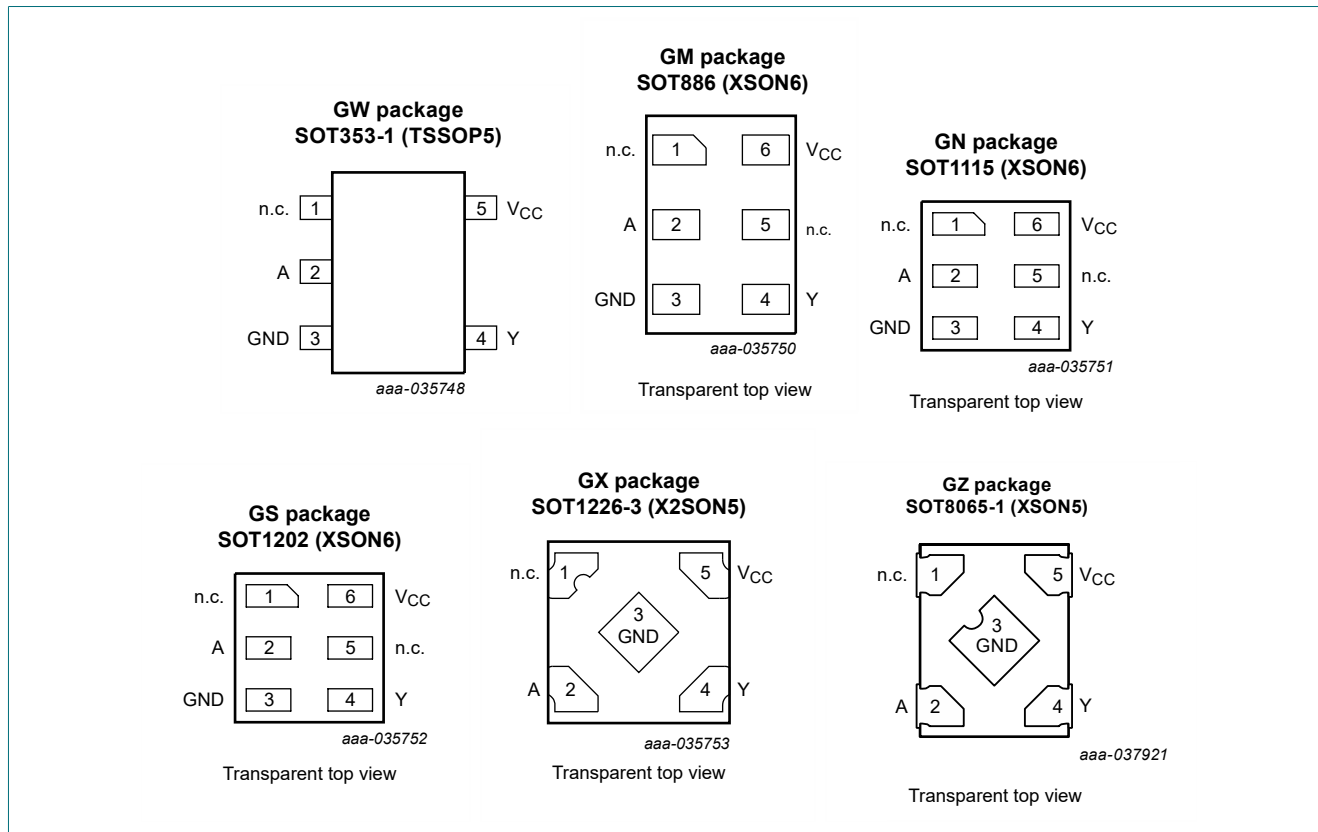 GW package
SOT353-1 (TSSOP5)
n.c. 1 5 VCC
A 2
GND 3 4 Y
aaa-035748
GM package
SOT886 (XSON6)
n.c. 1 6 VCC
A 2 5 n.c.
GND 3 4 Y
aaa-035750
Transparent top view
GN package
SOT1115 (XSON6)
n.c. 1 6 VCC
A 2 5 n.c.
GND 3 4 Y
aaa-035751
Transparent top view
GS package
SOT1202 (XSON6)
n.c. 1 6 VCC
A 2 5 n.c.
GND 3 4 Y
aaa-035752
Transparent top view
GX package
SOT1226-3 (X2SON5)
n.c. 1 5 VCC
3
GND
A 2 4 Y
aaa-035753
Transparent top view
GZ package
SOT8065-1 (XSON5)
n.c. 1 5 VCC
3
GND
A 2 4 Y
aaa-037921
Transparent top view